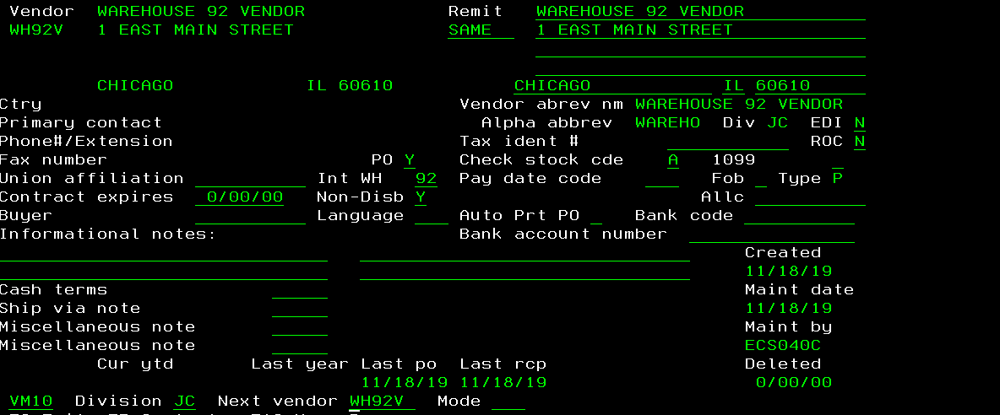 Vendor WAREHOUSE 92 VENDOR Remit WAREHOUSE 92 VENDOR
WH92V 1 EAST MAIN STREET SAME 1 EAST MAIN STREET
CHICAGO IL 60610 CHICAGO IL 60610
Ctry Vendor abrev nm WAREHOUSE 92 VENDOR
Primary contact Alpha abbrev WAREHO Div JC EDI N
Phone#/Extension Tax ident # ROC N
Fax number PO Y Check stock cde A 1099
Union affiliation Int WH 92 Pay date code Fob Type P
Contract expires 0/00/00 Non-Disb Y Allc
Buyer Language Auto Prt PO Bank code
Informational notes: Bank account number
Created
11/18/19
Cash terms Maint date
Ship via note 11/18/19
Miscellaneous note Maint by
Miscellaneous note ECS040C
Cur ytd Last year Last po Last rcp Deleted
11/18/19 11/18/19 0/00/00
VM10 Division JC Next vendor WH92V Mode